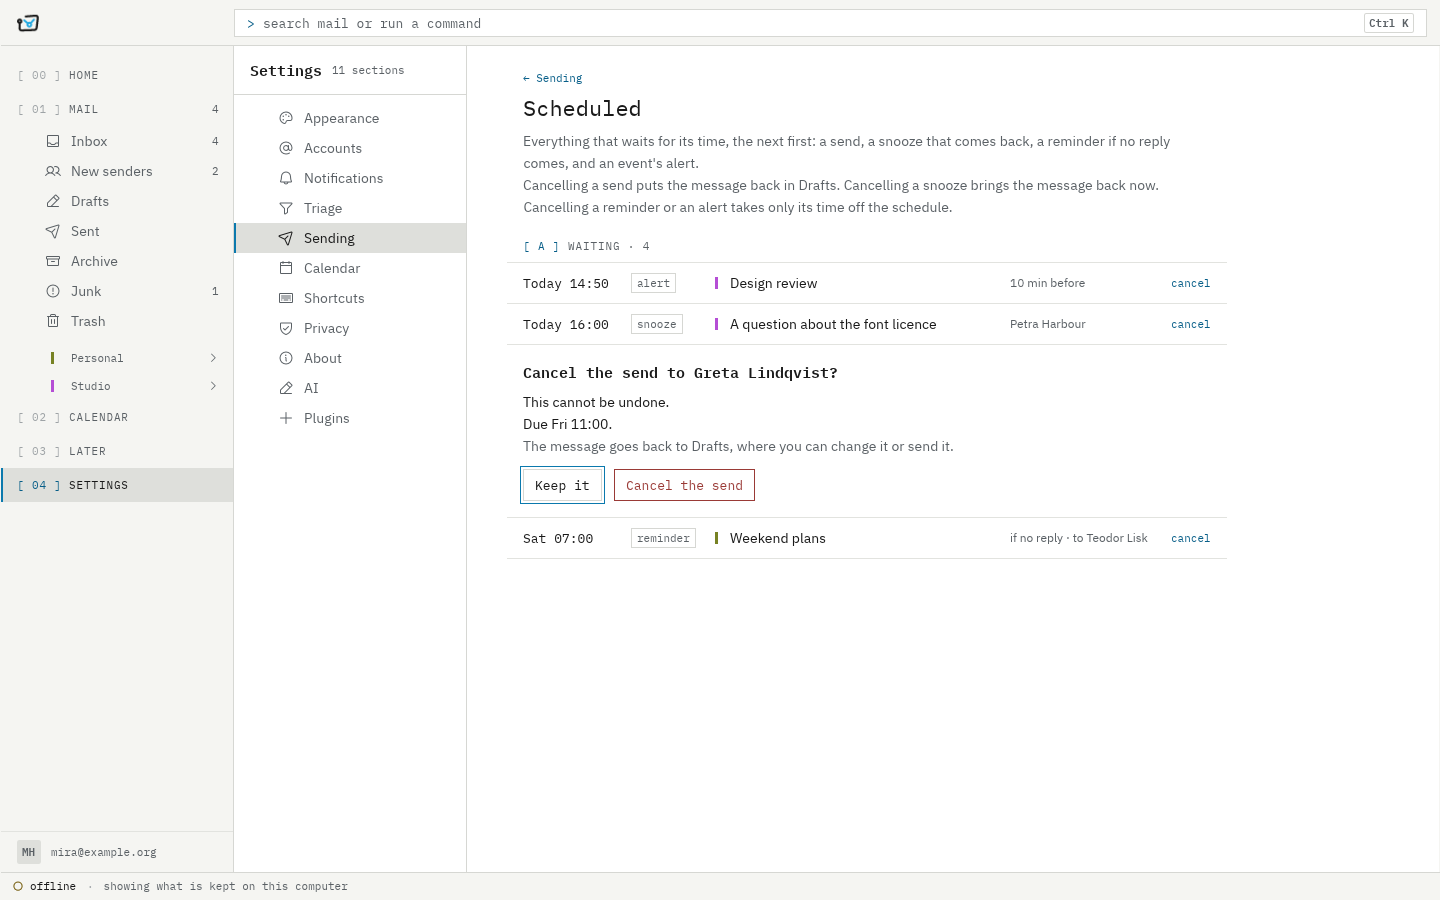 > search mail or run a command
Ctrl K
[ 00 ] HOME
[ 01 ] MAIL 4
Inbox 4
New senders 2
Drafts
Sent
Archive
Junk 1
Trash
Personal
Studio
[ 02 ] CALENDAR
[ 03 ] LATER
[ 04 ] SETTINGS
MH mira@example.org
Settings 11 sections
Appearance
Accounts
Notifications
Triage
Sending
Calendar
Shortcuts
Privacy
About
AI
Plugins
← Sending
Scheduled
Everything that waits for its time, the next first: a send, a snooze that comes back, a reminder if no reply
comes, and an event's alert.
Cancelling a send puts the message back in Drafts. Cancelling a snooze brings the message back now.
Cancelling a reminder or an alert takes only its time off the schedule.
[ A ] WAITING · 4
Today 14:50 alert Design review 10 min before cancel
Today 16:00 snooze A question about the font licence Petra Harbour cancel
Cancel the send to Greta Lindqvist?
This cannot be undone.
Due Fri 11:00.
The message goes back to Drafts, where you can change it or send it.
Keep it Cancel the send
Sat 07:00 reminder Weekend plans if no reply · to Teodor Lisk cancel
offline · showing what is kept on this computer